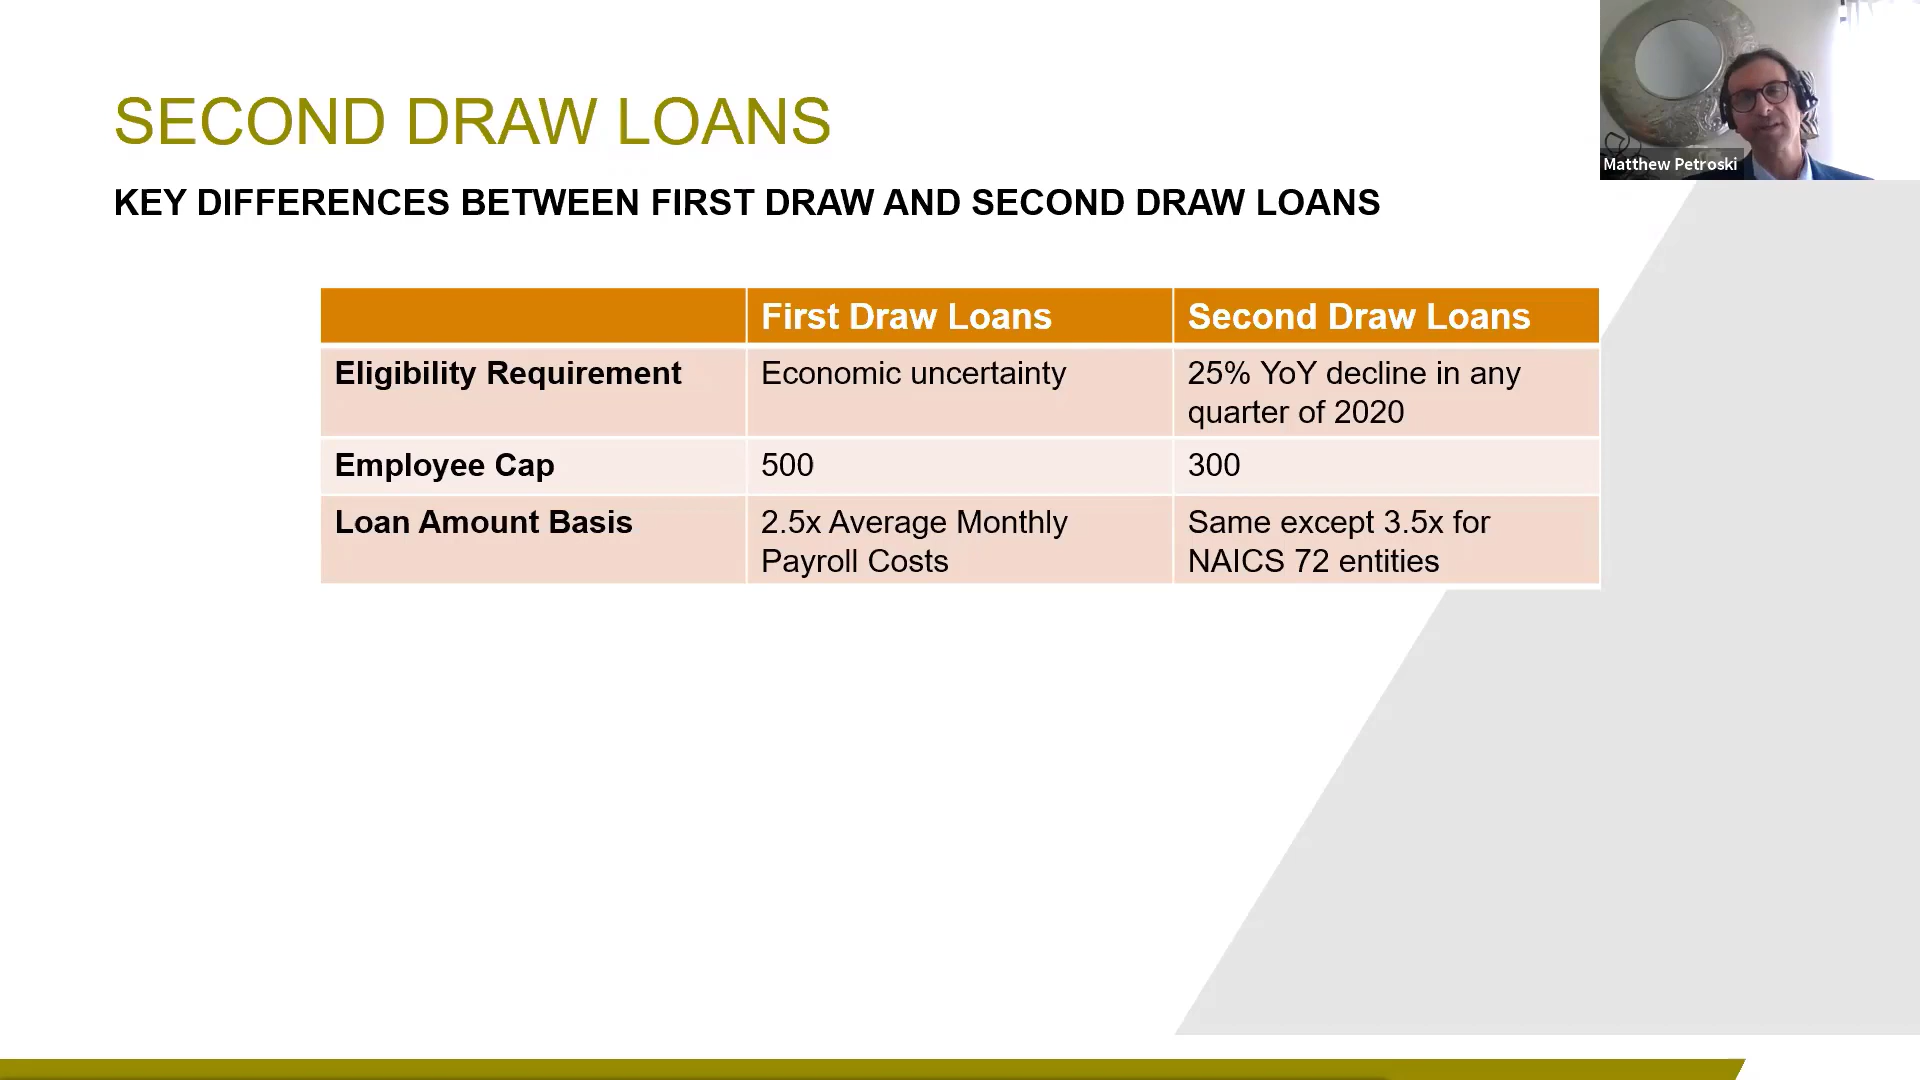 SECOND DRAW LOANS
KEY DIFFERENCES BETWEEN FIRST DRAW AND SECOND DRAW LOANS
Matthew Petroski
First Draw Loans
Second Draw Loans
Eligibility Requirement
Economic uncertainty
25% YoY decline in any
quarter of 2020
Employee Cap
500
300
Loan Amount Basis
2.5x Average Monthly
Payroll Costs
Same except 3.5x for
NAICS 72 entities